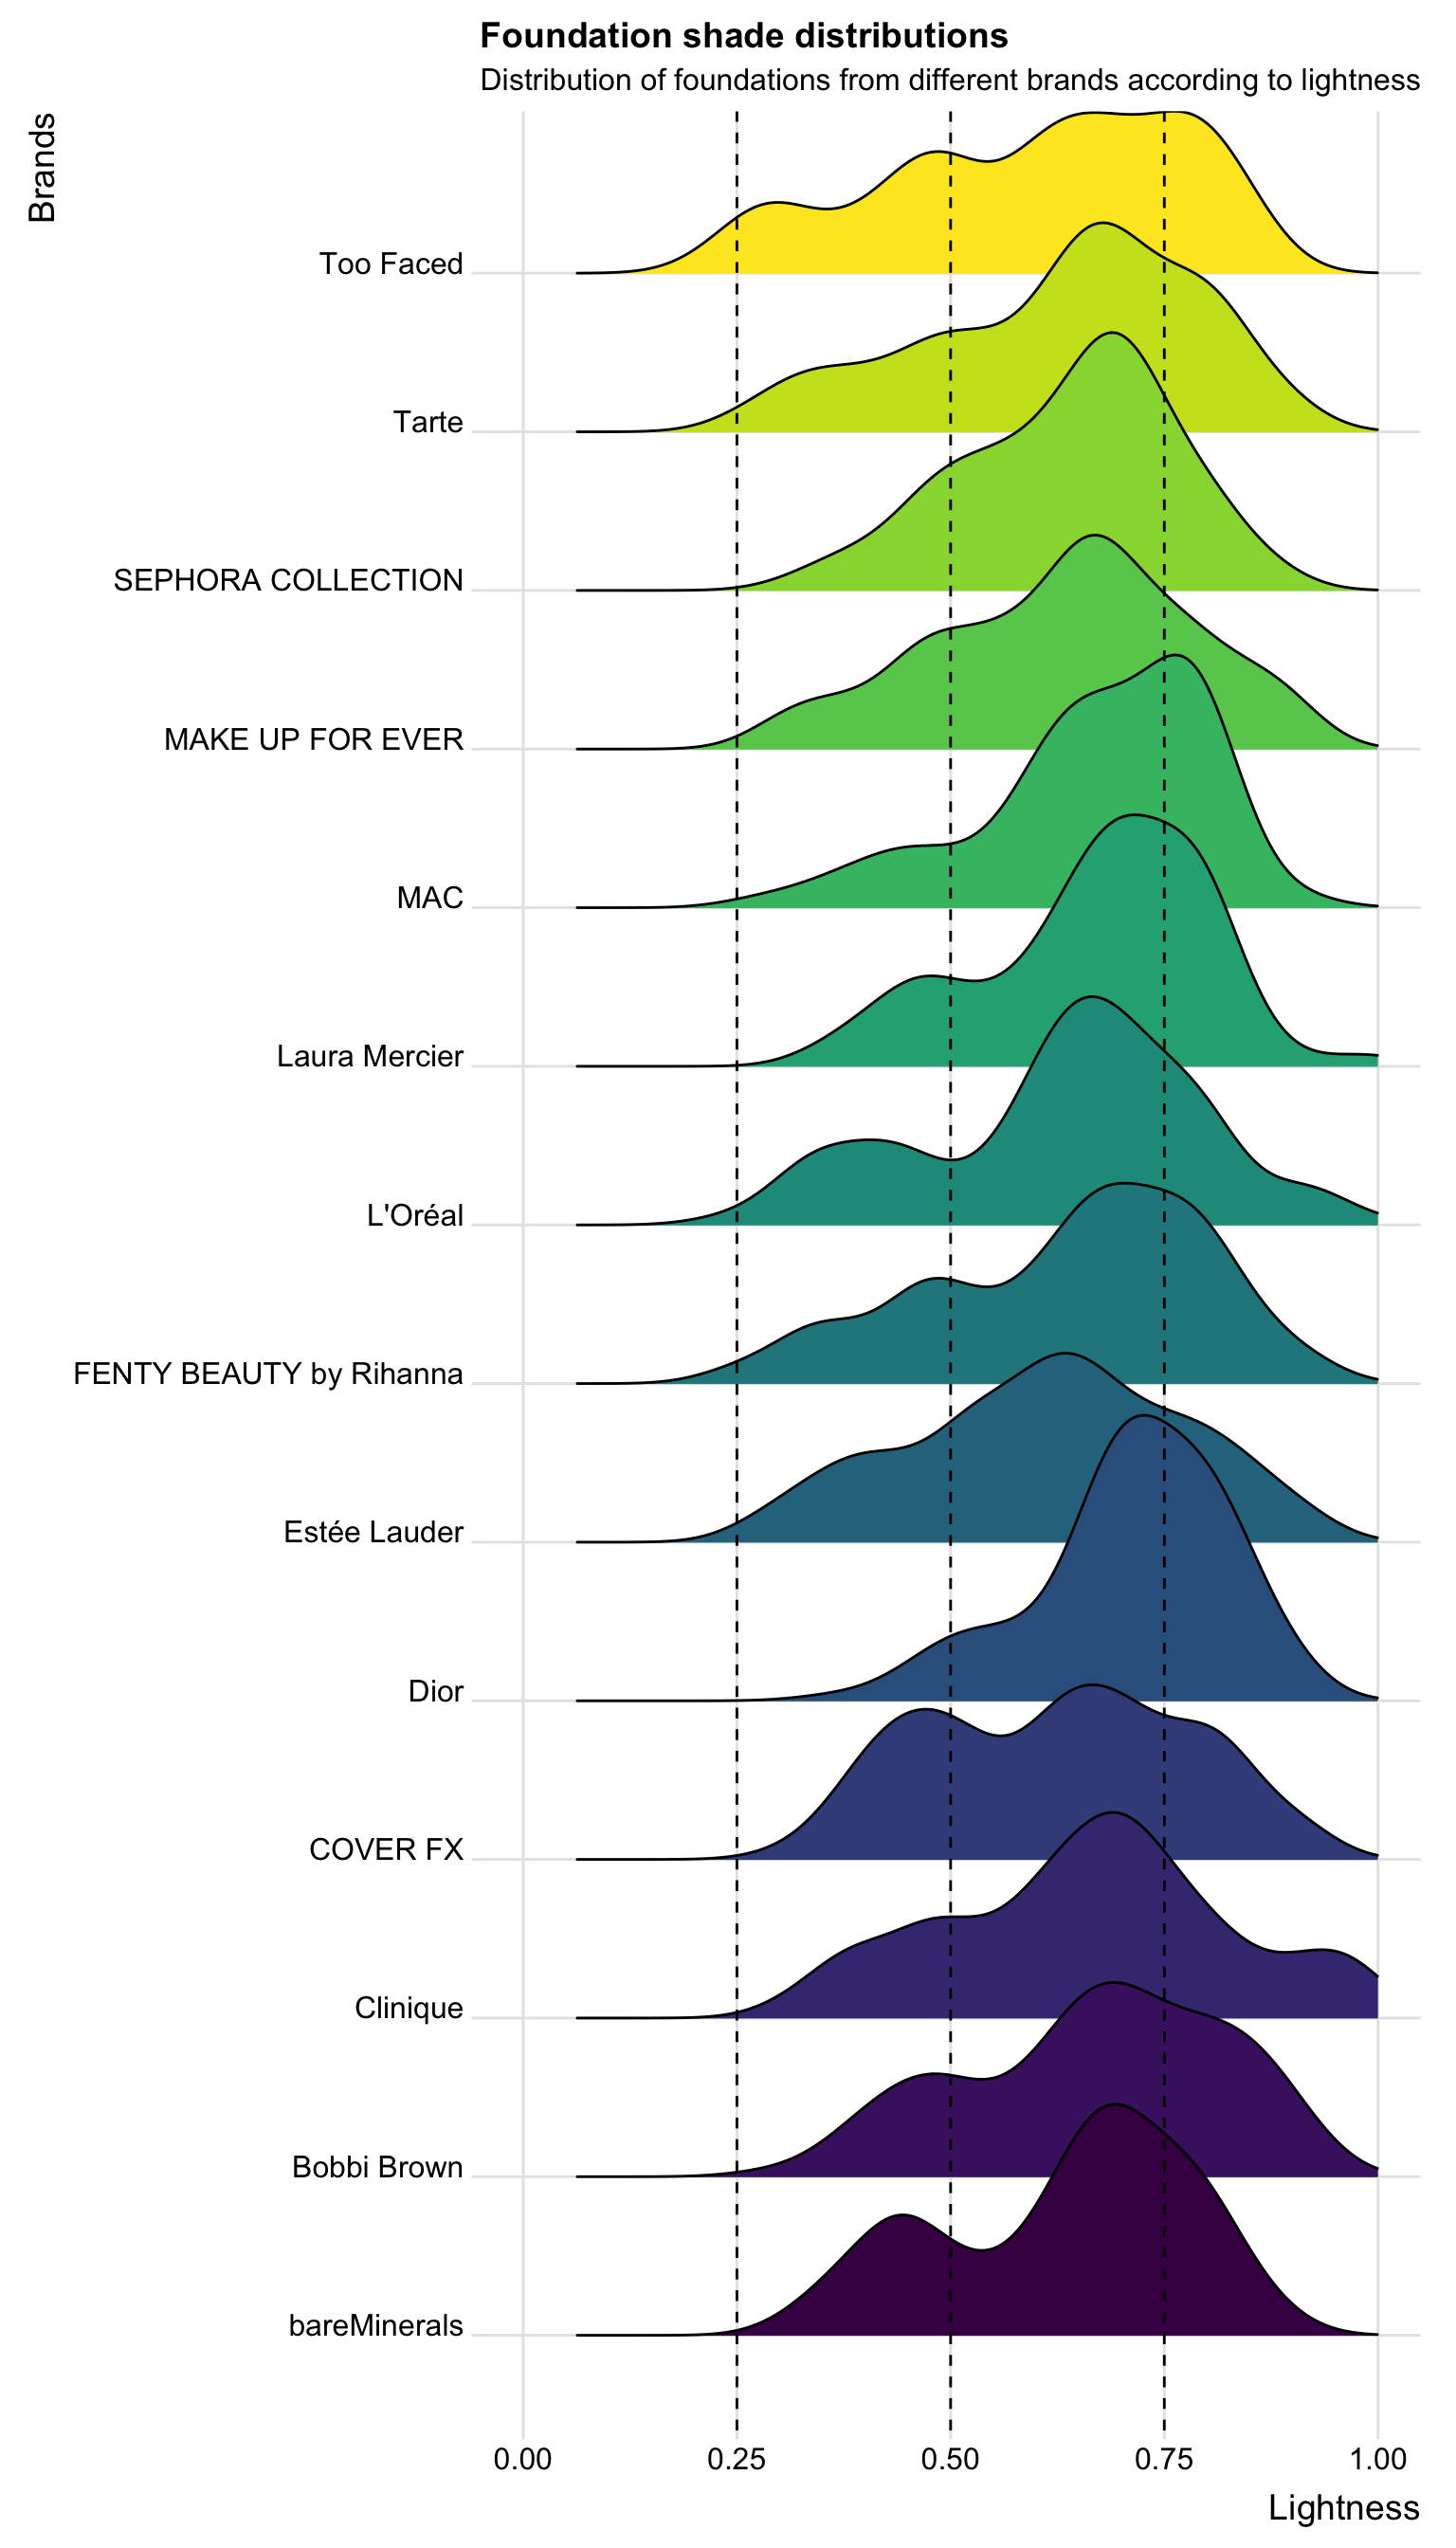 Foundation shade distributions
Distribution of foundations from different brands according to lightness
Brands
Too Faced
Tarte
SEPHORA COLLECTION
MAKE UP FOR EVER
MAC
Laura Mercier
L'Oréal
FENTY BEAUTY by Rihanna
Estée Lauder
Dior
COVER FX
Clinique
Bobbi Brown
bareMinerals
0.00 0.25 0.50 0.75 1.00
Lightness